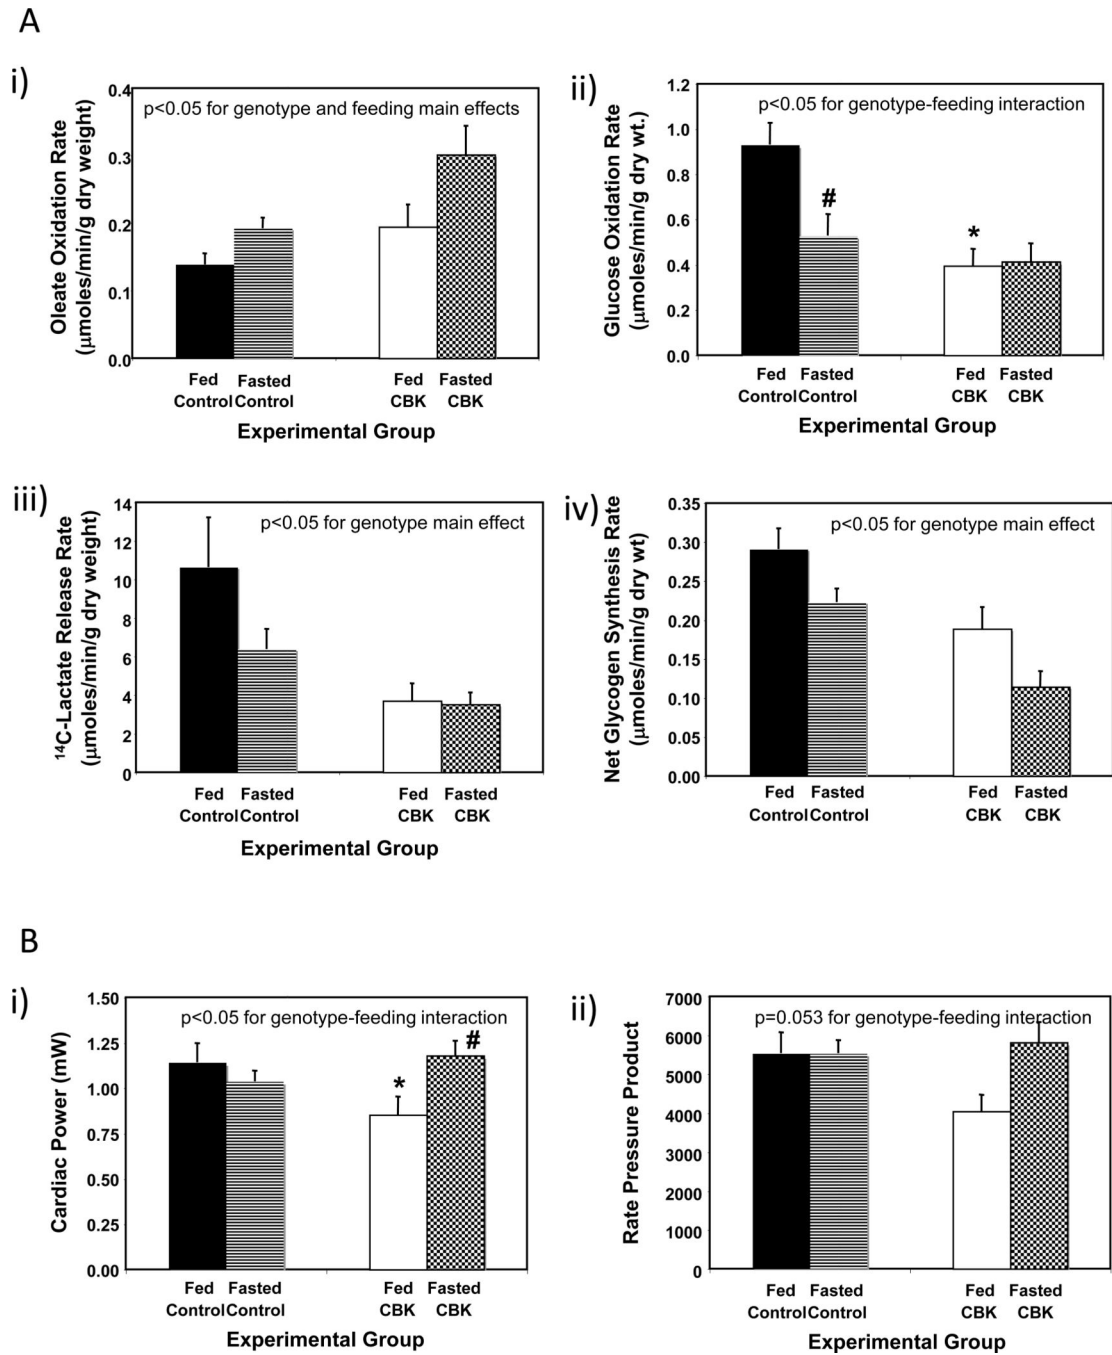 A
i)
Oleate Oxidation Rate
(μmoles/min/g dry weight)
0.4
0.3
0.2
0.1
0.0
p<0.05 for genotype and feeding main effects
Fed Fasted Fed Fasted
Control Control CBK CBK
Experimental Group
ii)
Glucose Oxidation Rate
(μmoles/min/g dry wt.)
1.2
1.0
0.8
0.6
0.4
0.2
0.0
p<0.05 for genotype-feeding interaction
#
*
Fed Fasted Fed Fasted
Control Control CBK CBK
Experimental Group
iii)
¹⁴C-Lactate Release Rate
(μmoles/min/g dry weight)
14
12
10
8
6
4
2
0
p<0.05 for genotype main effect
Fed Fasted Fed Fasted
Control Control CBK CBK
Experimental Group
iv)
Net Glycogen Synthesis Rate
(μmoles/min/g dry wt)
0.35
0.30
0.25
0.20
0.15
0.10
0.05
0.00
p<0.05 for genotype main effect
Fed Fasted Fed Fasted
Control Control CBK CBK
B
i)
Cardiac Power (mW)
1.50
1.25
1.00
0.75
0.50
0.25
0.00
p<0.05 for genotype-feeding interaction
*
#
Fed Fasted Fed Fasted
Control Control CBK CBK
Experimental Group
ii)
Rate Pressure Product
7000
6000
5000
4000
3000
2000
1000
0
p=0.053 for genotype-feeding interaction
Fed Fasted Fed Fasted
Control Control CBK CBK
Experimental Group